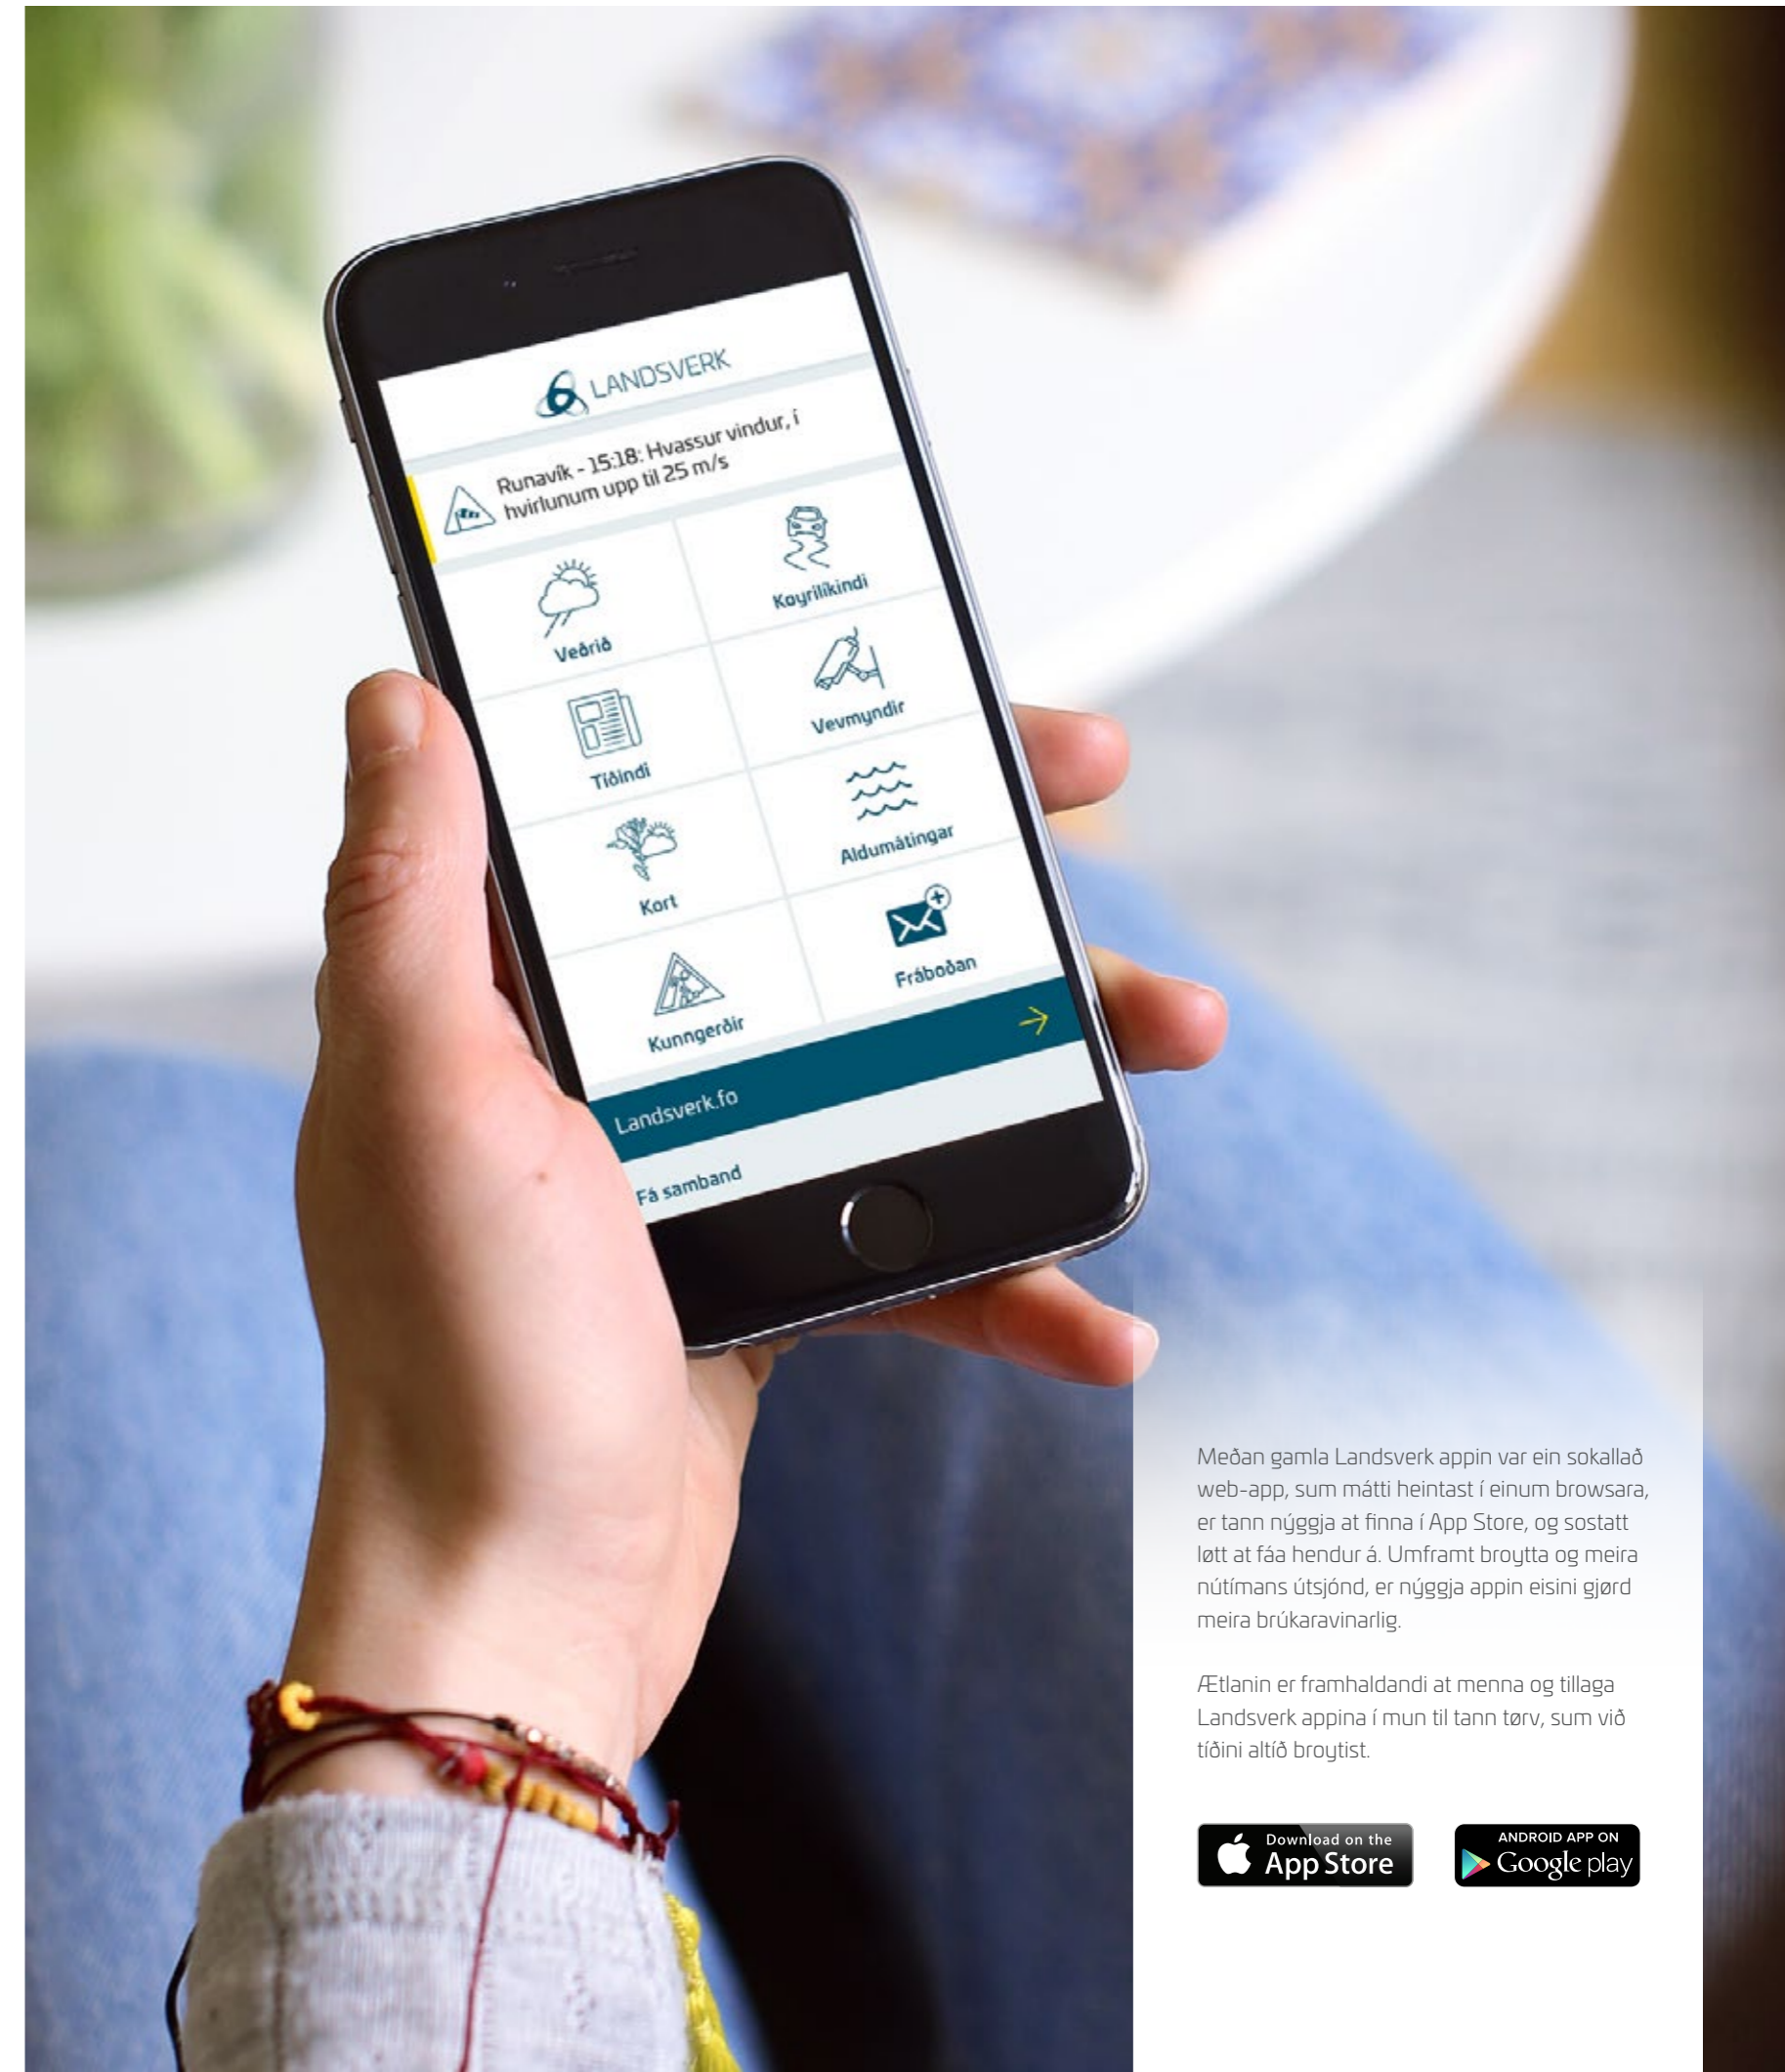 LANDSVERK
Runavík - 15:18: Hvassur vindur, í
hvirlunum upp til 25 m/s
Veðrið
Koyrilíkindi
Tíðindi
Vevmyndir
Kort
Aldumátingar
Kunngerðir
Fráboðan
Landsverk.fo
Fá samband
Meðan gamla Landsverk appin var ein sokallað
web-app, sum mátti heintast í einum browsara,
er tann nýggja at finna í App Store, og sostatt
løtt at fáa hendur á. Umframt broytta og meira
nútímans útsjónd, er nýggja appin eisini gjørd
meira brúkaravinarlig.
Ætlanin er framhaldandi at menna og tillaga
Landsverk appina í mun til tann tørv, sum við
tíðini altíð broytist.
Download on the
App Store
ANDROID APP ON
Google play